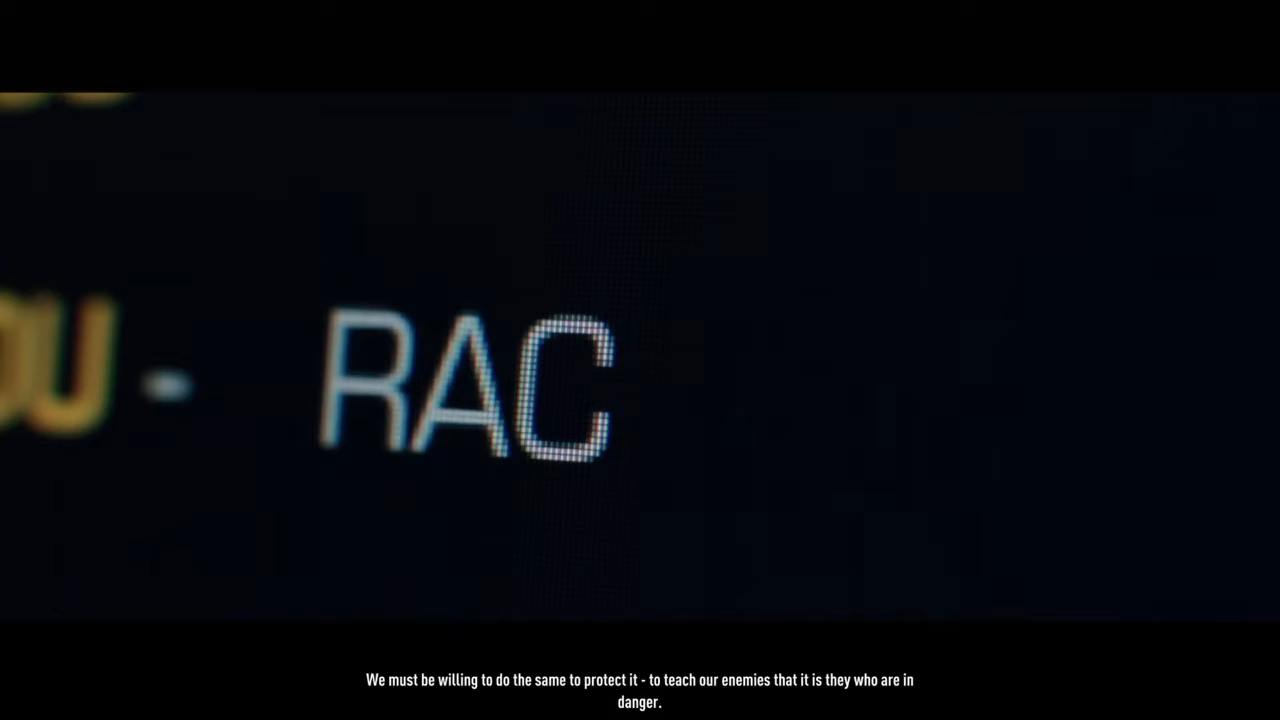 OU - RAC
We must be willing to do the same to protect it - to teach our enemies that it is they who are in
danger.